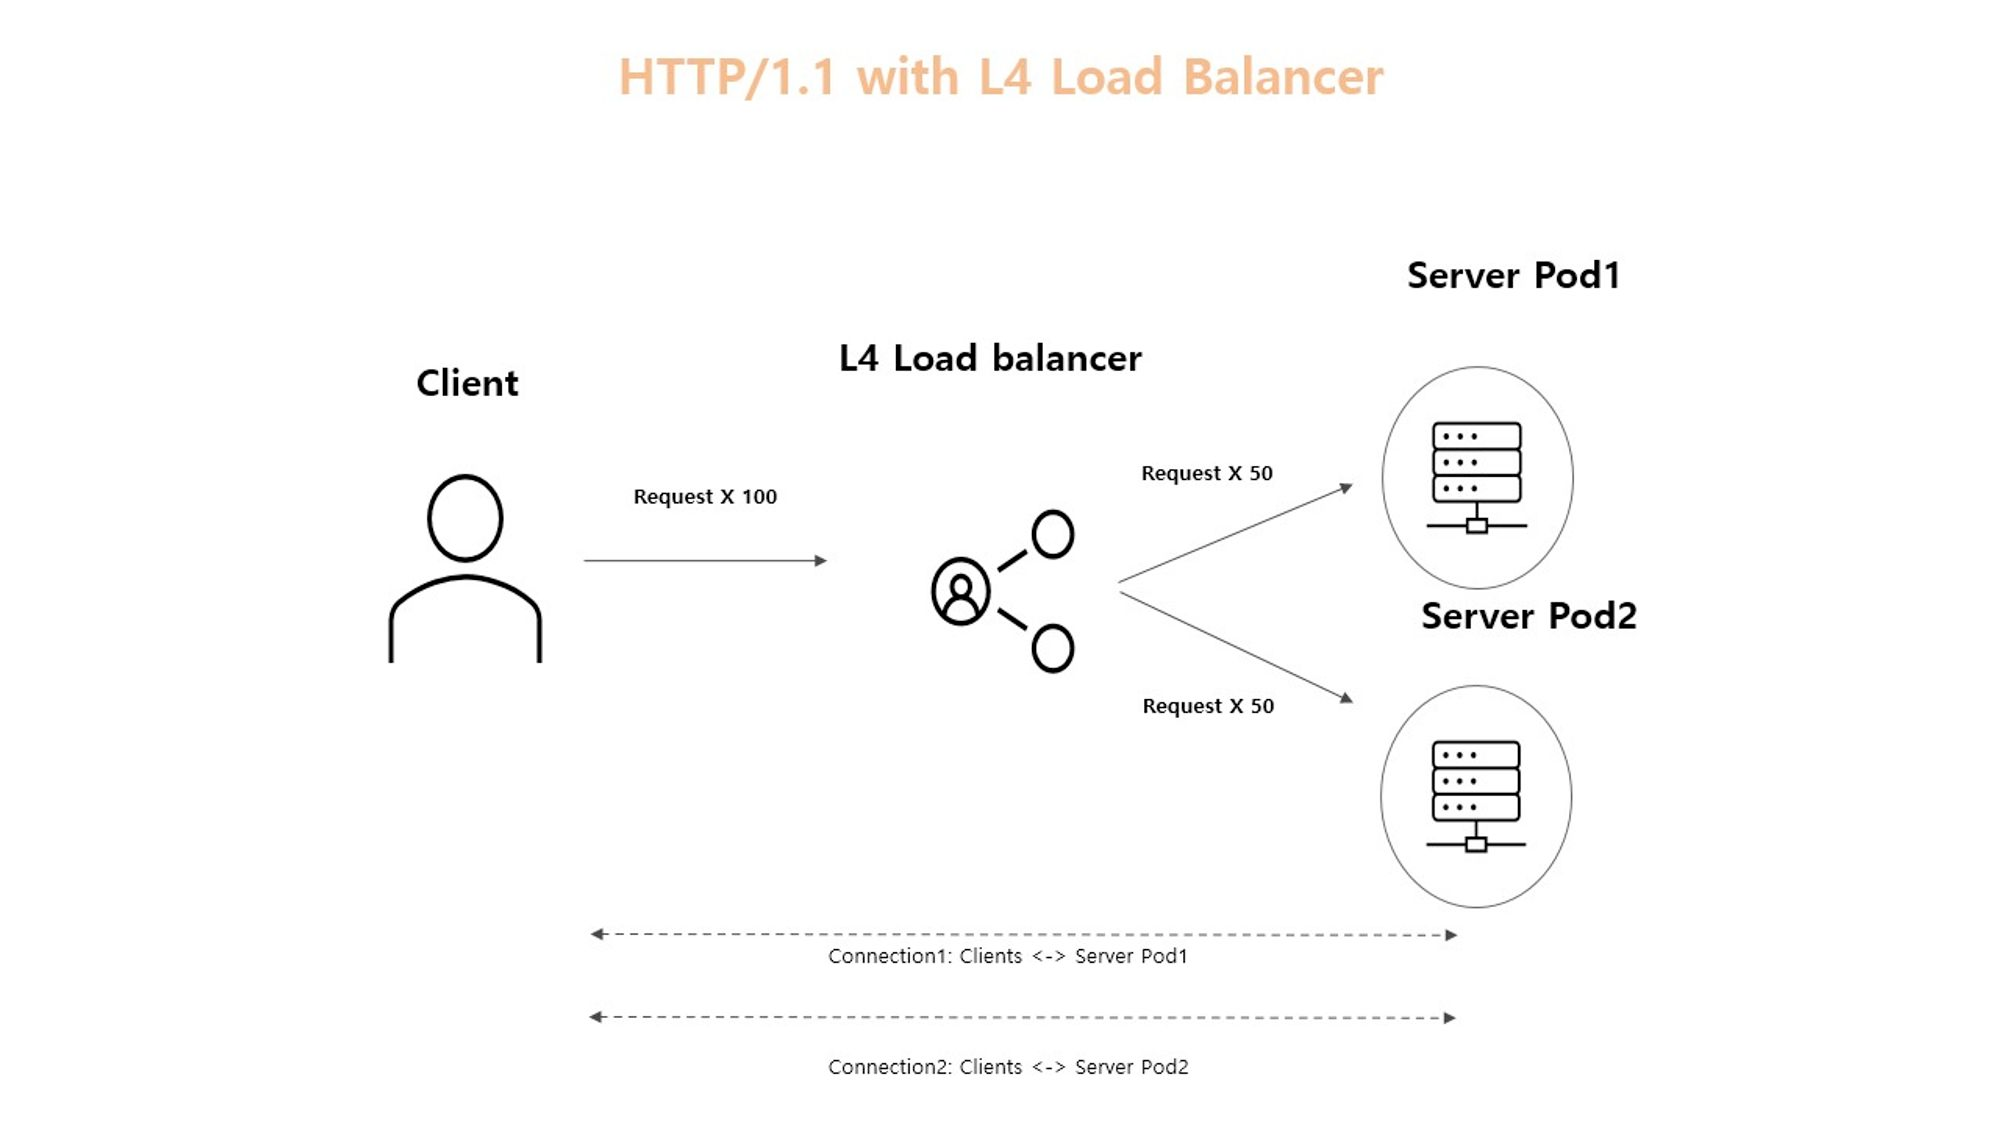 HTTP/1.1 with L4 Load Balancer
Server Pod1
L4 Load balancer
Client
Request X 50
Request X 100
Server Pod2
Request X 50
Connection1: Clients <-> Server Pod1
Connection2: Clients <-> Server Pod2